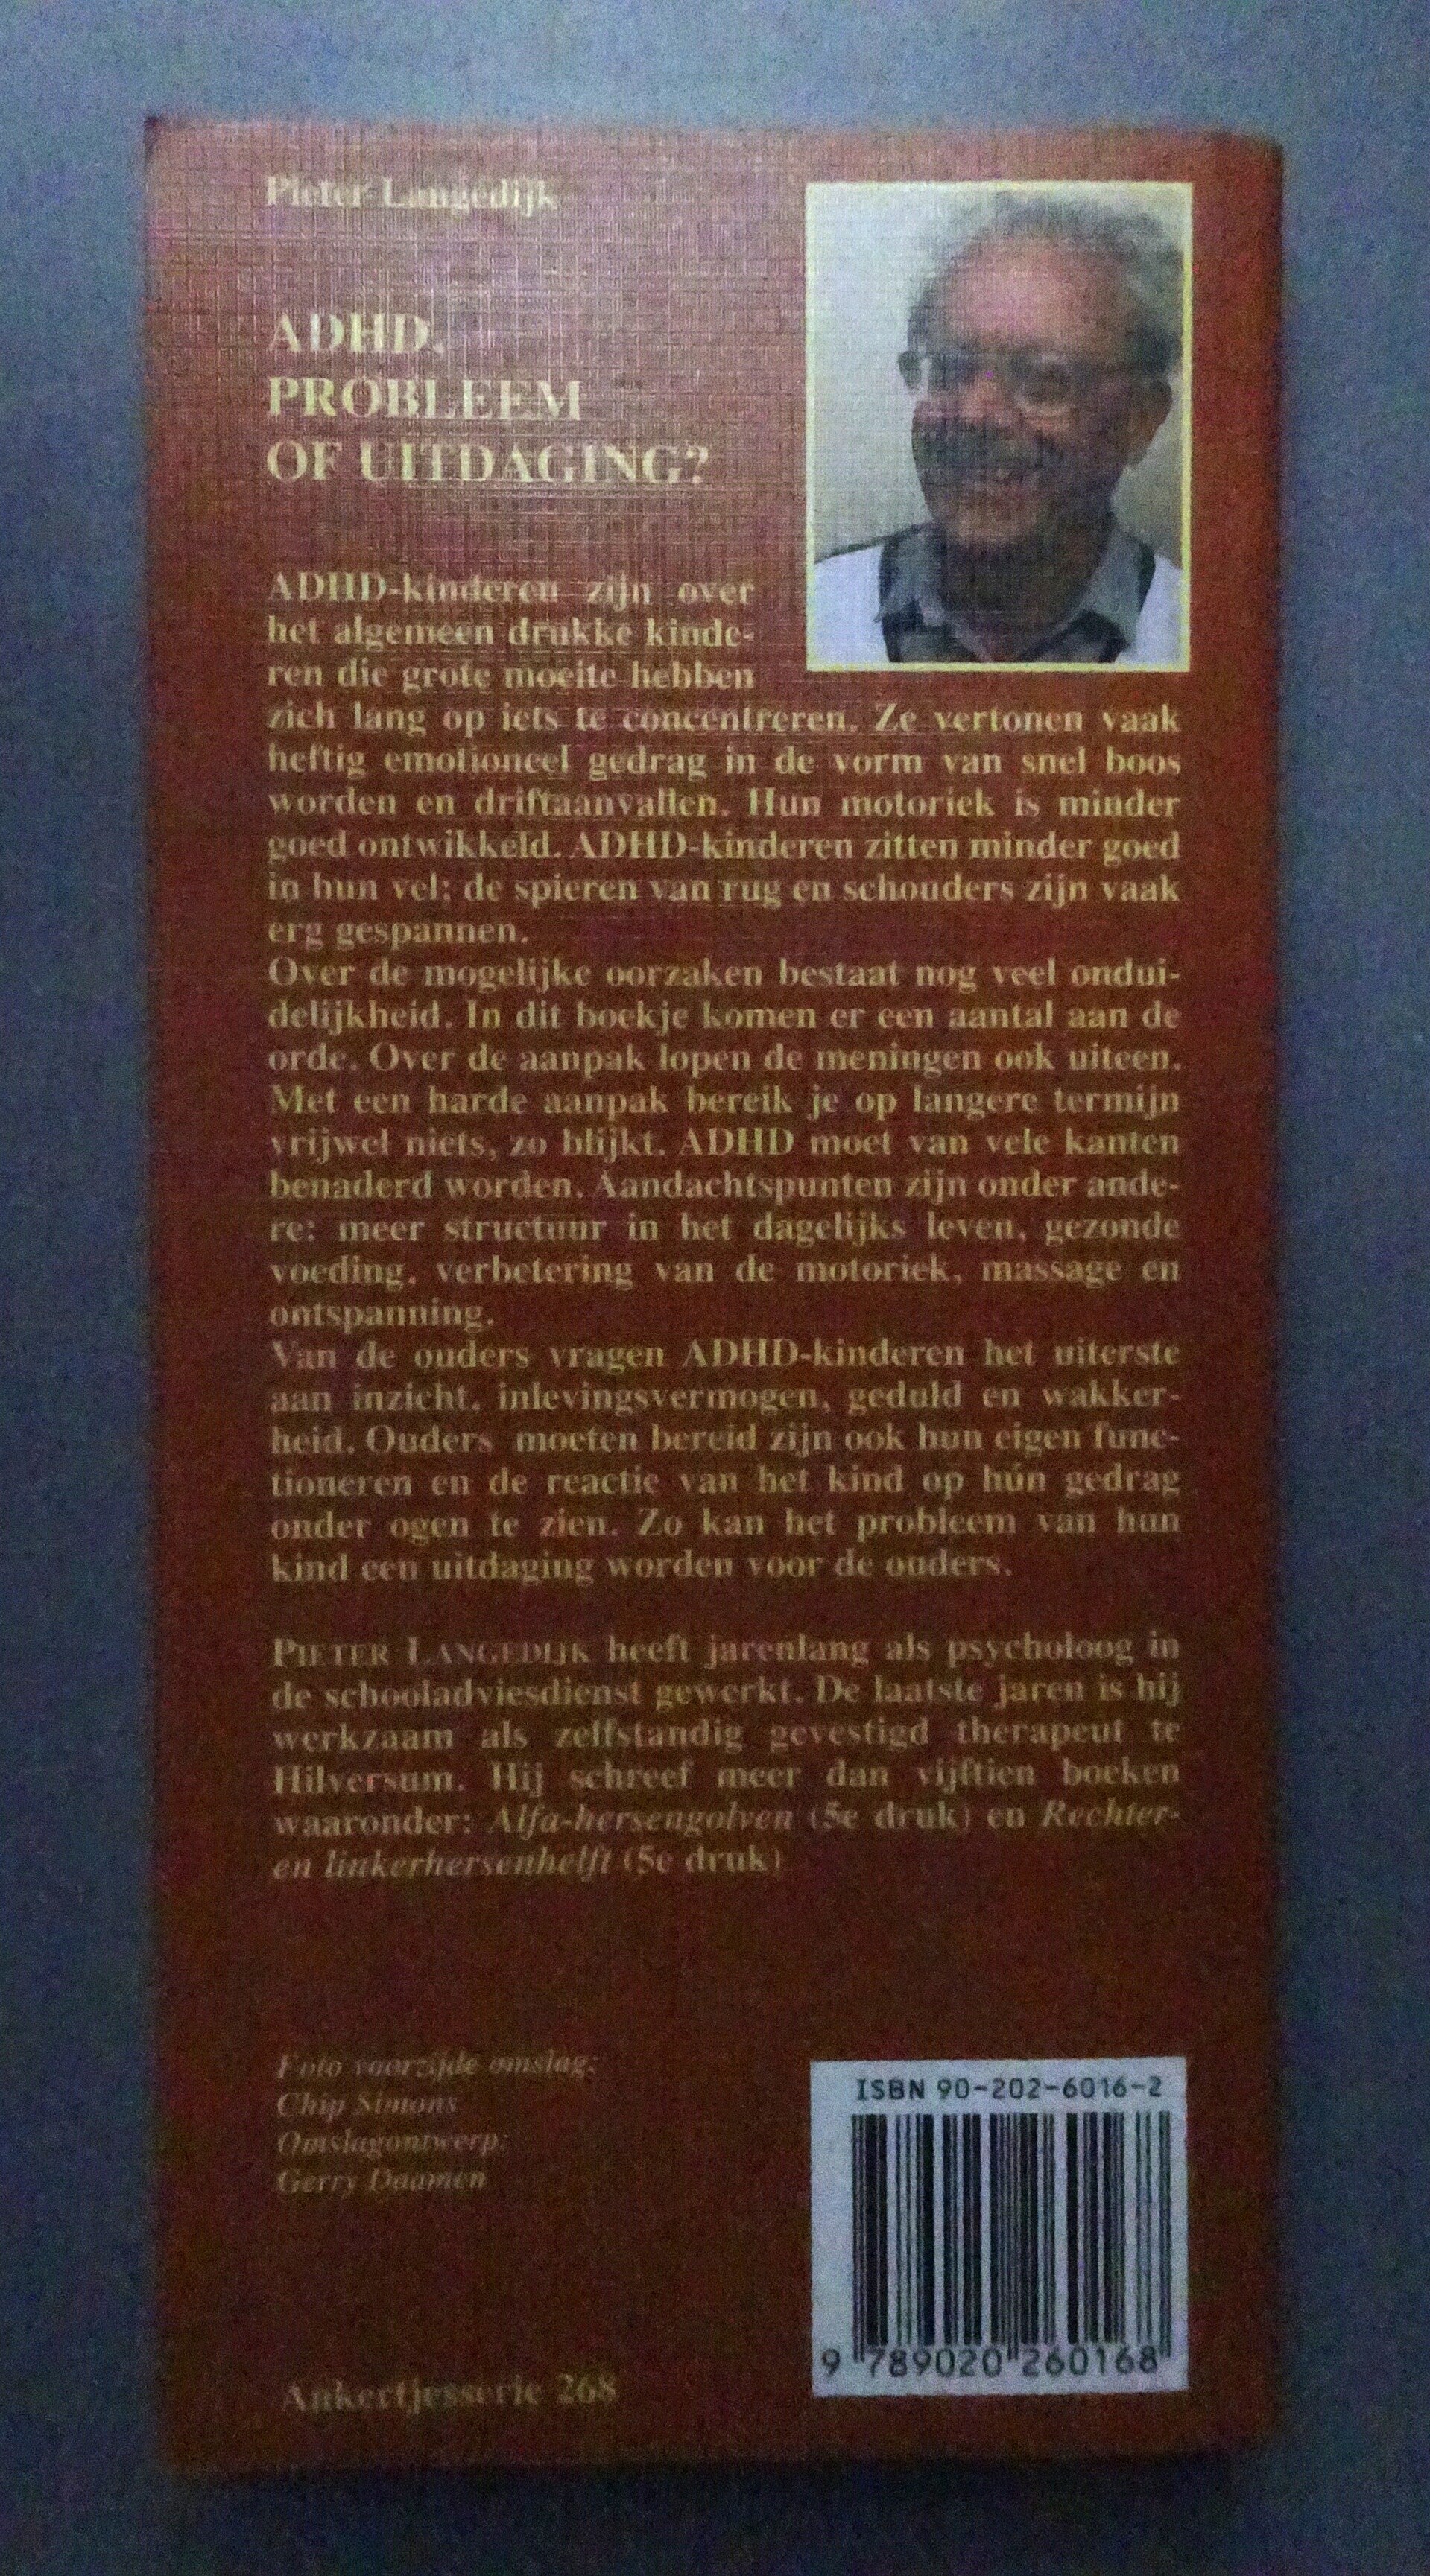 Pieter Langedijk
ADHD,
PROBLEEM
OF UITDAGING?
ADHD-kinderen zijn over
het algemeen drukke kinde-
ren die grote moeite hebben
zich lang op iets te concentreren. Ze vertonen vaak
heftig emotioneel gedrag in de vorm van snel boos
worden en driftaanvallen. Hun motoriek is minder
goed ontwikkeld. ADHD-kinderen zitten minder goed
in hun vel; de spieren van rug en schouders zijn vaak
erg gespannen.
Over de mogelijke oorzaken bestaat nog veel ondui-
delijkheid. In dit boekje komen er een aantal aan de
orde. Over de aanpak lopen de meningen ook uiteen.
Met een harde aanpak bereik je op langere termijn
vrijwel niets, zo blijkt. ADHD moet van vele kanten
benaderd worden. Aandachtspunten zijn onder ande-
re: meer structuur in het dagelijks leven, gezonde
voeding, verbetering van de motoriek, massage en
ontspanning.
Van de ouders vragen ADHD-kinderen het uiterste
aan inzicht, inlevingsvermogen, geduld en wakker-
heid. Ouders moeten bereid zijn ook hun eigen func-
tioneren en de reactie van het kind op hún gedrag
onder ogen te zien. Zo kan het probleem van hun
kind een uitdaging worden voor de ouders.
PIETER LANGEDIJK heeft jarenlang als psycholoog in
de schooladviesdienst gewerkt. De laatste jaren is hij
werkzaam als zelfstandig gevestigd therapeut te
Hilversum. Hij schreef meer dan vijftien boeken
waaronder: Alfa-hersengolven (5e druk) en Rechter-
en linkerhersenhelft (5e druk)
Foto voorzijde omslag:
Chip Simons
Omslagontwerp:
Gerry Daamen
Ankertjesserie 268
ISBN 90-202-6016-2
9 789020 260168